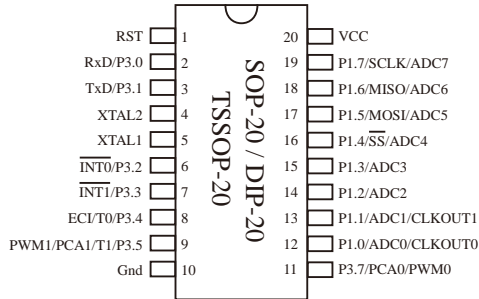 RST 1 20 VCC
RxD/P3.0 2 19 P1.7/SCLK/ADC7
TxD/P3.1 3 18 P1.6/MISO/ADC6
XTAL2 4 17 P1.5/MOSI/ADC5
XTAL1 5 16 P1.4/S̅S̅/ADC4
I̅N̅T̅0̅/P3.2 6 15 P1.3/ADC3
I̅N̅T̅1̅/P3.3 7 14 P1.2/ADC2
ECI/T0/P3.4 8 13 P1.1/ADC1/CLKOUT1
PWM1/PCA1/T1/P3.5 9 12 P1.0/ADC0/CLKOUT0
Gnd 10 11 P3.7/PCA0/PWM0
SOP-20 / DIP-20
TSSOP-20